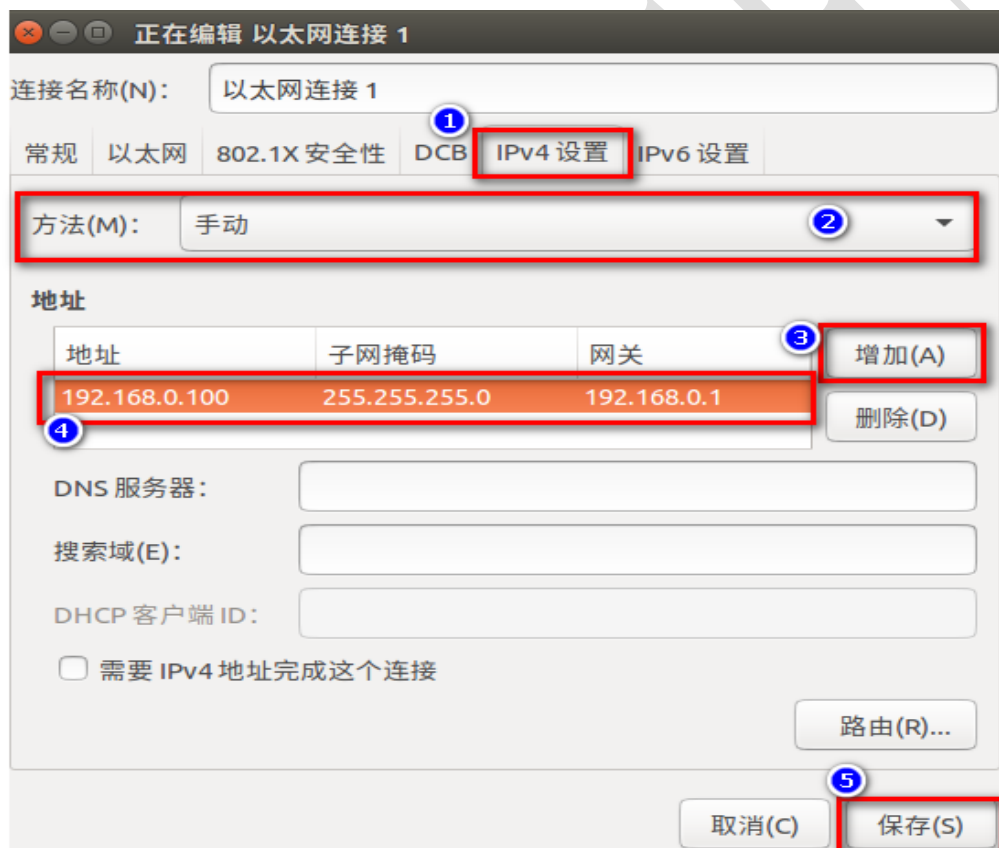 正在编辑 以太网连接 1
连接名称(N): 以太网连接 1
1
常规 以太网 802.1X 安全性 DCB IPv4 设置 IPv6 设置
方法(M): 手动 2
地址
地址 子网掩码 网关 3 增加(A)
192.168.0.100 255.255.255.0 192.168.0.1
4 删除(D)
DNS 服务器:
搜索域(E):
DHCP 客户端 ID:
需要 IPv4 地址完成这个连接
路由(R)...
5
取消(C) 保存(S)